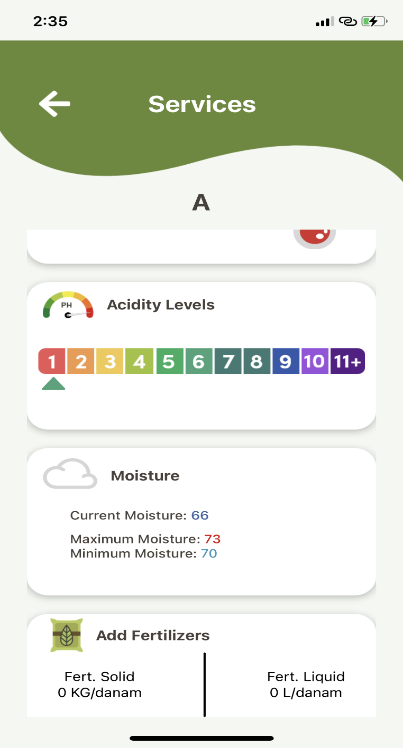 2:35
Services
A
PH
Acidity Levels
1 2 3 4 5 6 7 8 9 10 11+
Moisture
Current Moisture: 66
Maximum Moisture: 73
Minimum Moisture: 70
Add Fertilizers
Fert. Solid
0 KG/danam
Fert. Liquid
0 L/danam